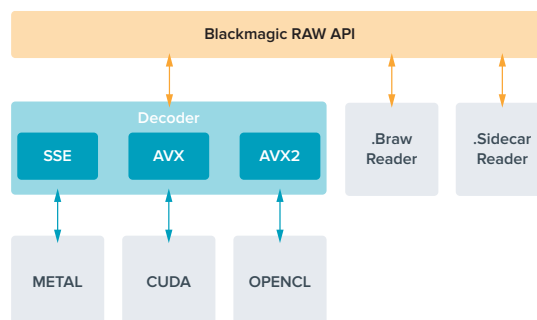 Blackmagic RAW API
Decoder
SSE
AVX
AVX2
.Braw
Reader
.Sidecar
Reader
METAL
CUDA
OPENCL